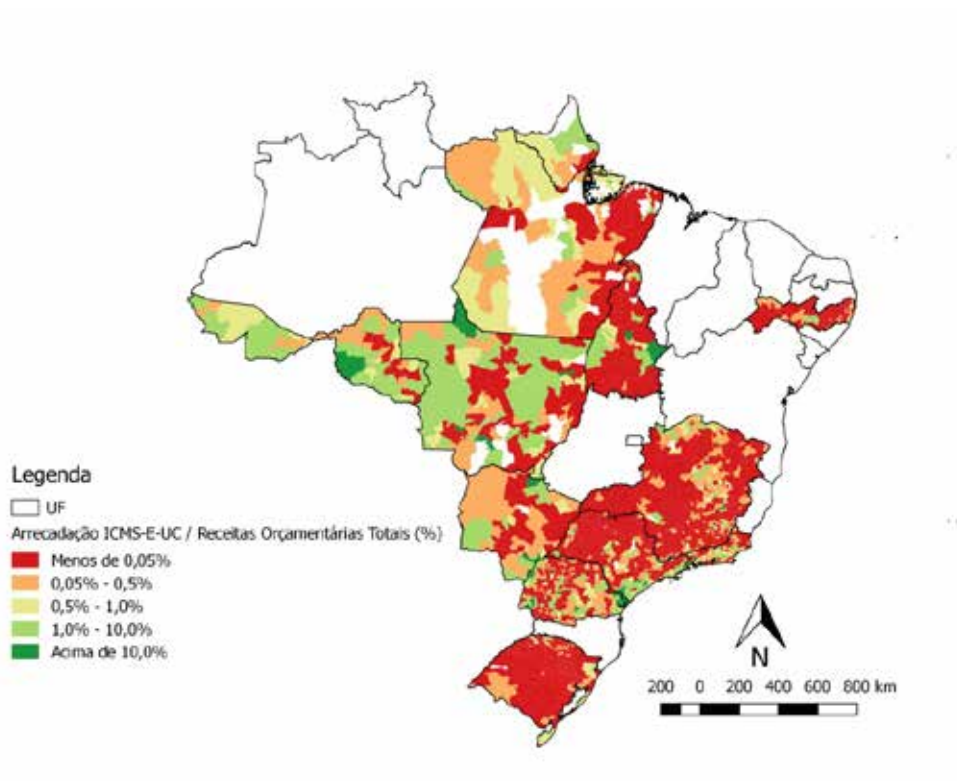 Legenda
UF
Arrecadação ICMS-E-UC / Receitas Orçamentárias Totais (%)
Menos de 0,05%
0,05% - 0,5%
0,5% - 1,0%
1,0% - 10,0%
Acima de 10,0%
N
200 0 200 400 600 800 km